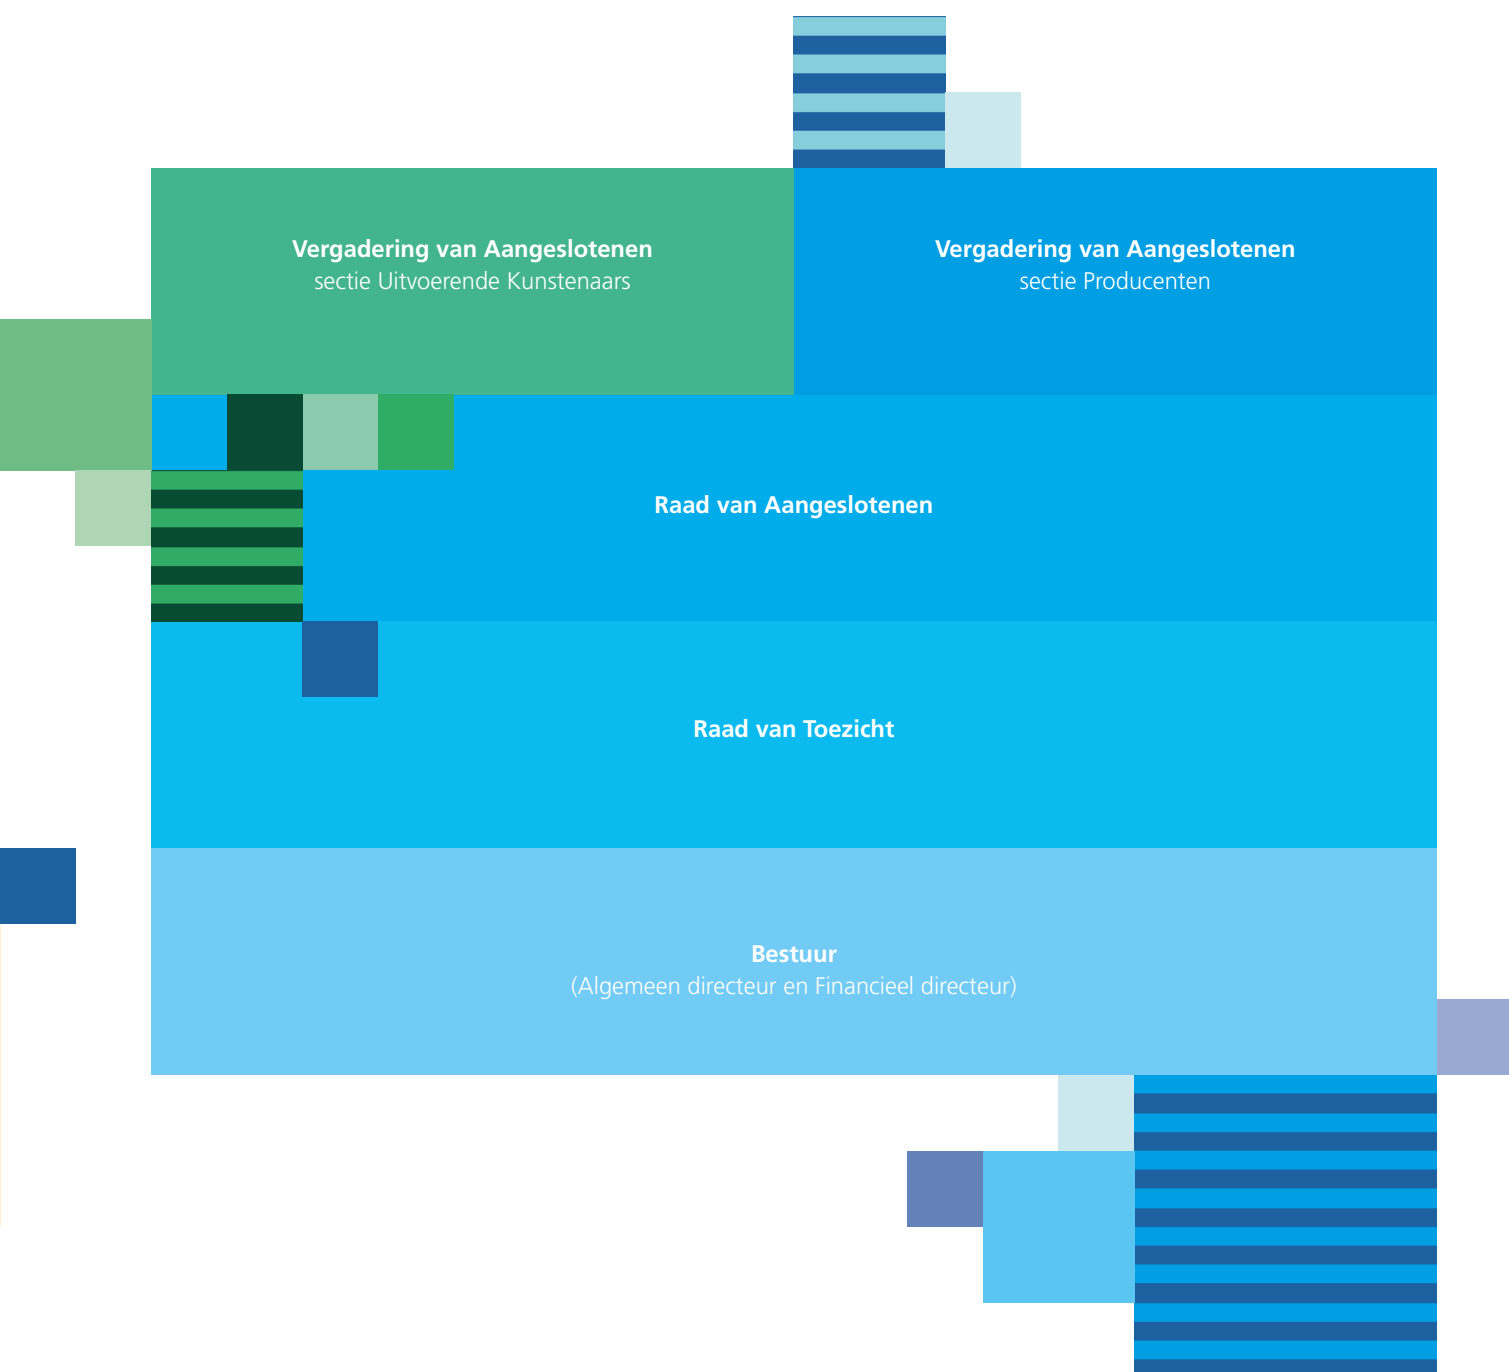 Vergadering van Aangeslotenen
sectie Uitvoerende Kunstenaars
Vergadering van Aangeslotenen
sectie Producenten
Raad van Aangeslotenen
Raad van Toezicht
Bestuur
(Algemeen directeur en Financieel directeur)